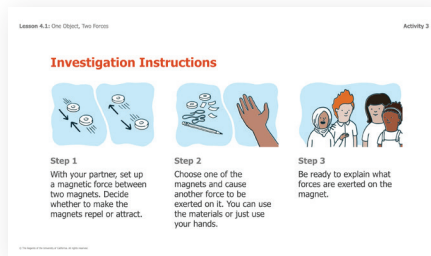 Lesson 4.1: One Object, Two Forces
Activity 3
Investigation Instructions
Step 1
With your partner, set up
a magnetic force between
two magnets. Decide
whether to make the
magnets repel or attract.
Step 2
Choose one of the
magnets and cause
another force to be
exerted on it. You can use
the materials or just use
your hands.
Step 3
Be ready to explain what
forces are exerted on the
magnet.